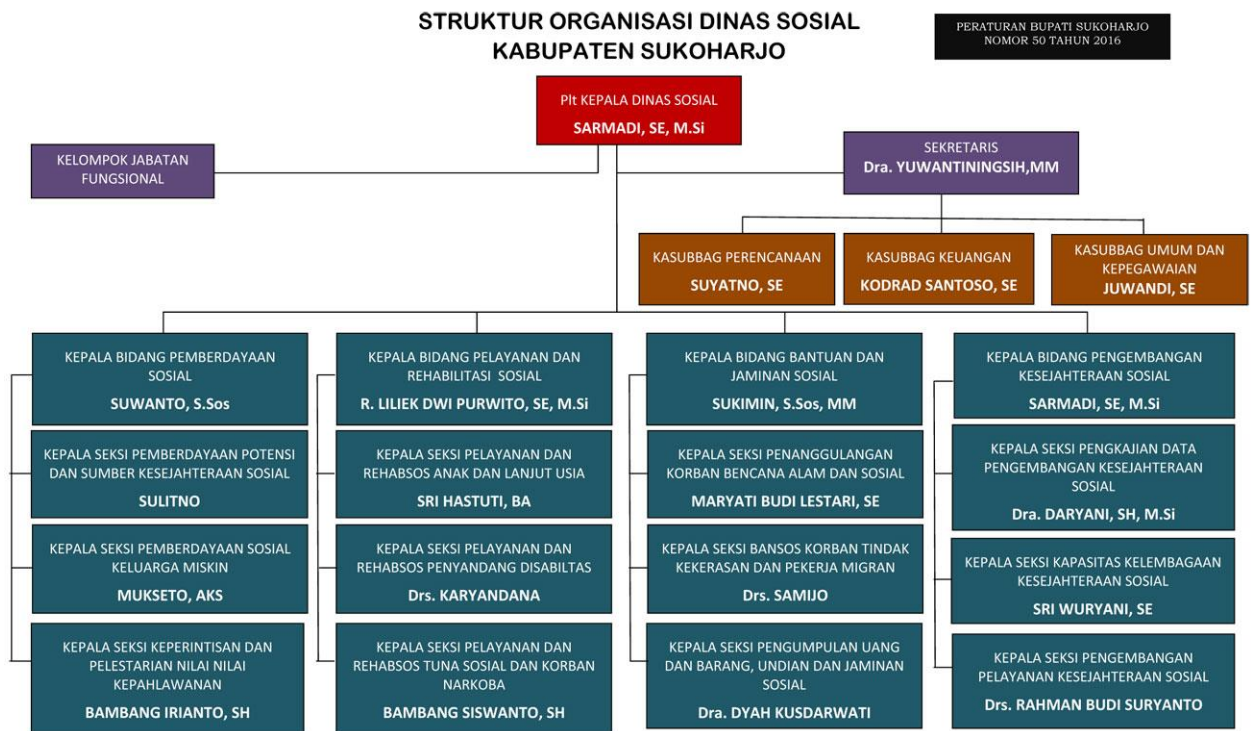 STRUKTUR ORGANISASI DINAS SOSIAL
KABUPATEN SUKOHARJO
PERATURAN BUPATI SUKOHARJO
NOMOR 50 TAHUN 2016
Plt KEPALA DINAS SOSIAL
SARMADI, SE, M.Si
KELOMPOK JABATAN
FUNGSIONAL
SEKRETARIS
Dra. YUWANTININGSIH,MM
KASUBBAG PERENCANAAN
SUYATNO, SE
KASUBBAG KEUANGAN
KODRAD SANTOSO, SE
KASUBBAG UMUM DAN
KEPEGAWAIAN
JUWANDI, SE
KEPALA BIDANG PEMBERDAYAAN
SOSIAL
SUWANTO, S.Sos
KEPALA SEKSI PEMBERDAYAAN POTENSI
DAN SUMBER KESEJAHTERAAN SOSIAL
SULITNO
KEPALA SEKSI PEMBERDAYAAN SOSIAL
KELUARGA MISKIN
MUKSETO, AKS
KEPALA SEKSI KEPERINTISAN DAN
PELESTARIAN NILAI NILAI
KEPAHLAWANAN
BAMBANG IRIANTO, SH
KEPALA BIDANG PELAYANAN DAN
REHABILITASI SOSIAL
R. LILIEK DWI PURWITO, SE, M.Si
KEPALA SEKSI PELAYANAN DAN
REHABSOS ANAK DAN LANJUT USIA
SRI HASTUTI, BA
KEPALA SEKSI PELAYANAN DAN
REHABSOS PENYANDANG DISABILTAS
Drs. KARYANDANA
KEPALA SEKSI PELAYANAN DAN
REHABSOS TUNA SOSIAL DAN KORBAN
NARKOBA
BAMBANG SISWANTO, SH
KEPALA BIDANG BANTUAN DAN
JAMINAN SOSIAL
SUKIMIN, S.Sos, MM
KEPALA SEKSI PENANGGULANGAN
KORBAN BENCANA ALAM DAN SOSIAL
MARYATI BUDI LESTARI, SE
KEPALA SEKSI BANSOS KORBAN TINDAK
KEKERASAN DAN PEKERJA MIGRAN
Drs. SAMIJO
KEPALA SEKSI PENGUMPULAN UANG
DAN BARANG, UNDIAN DAN JAMINAN
SOSIAL
Dra. DYAH KUSDARWATI
KEPALA BIDANG PENGEMBANGAN
KESEJAHTERAAN SOSIAL
SARMADI, SE, M.Si
KEPALA SEKSI PENGKAJIAN DATA
PENGEMBANGAN KESEJAHTERAAN
SOSIAL
Dra. DARYANI, SH, M.Si
KEPALA SEKSI KAPASITAS KELEMBAGAAN
KESEJAHTERAAN SOSIAL
SRI WURYANI, SE
KEPALA SEKSI PENGEMBANGAN
PELAYANAN KESEJAHTERAAN SOSIAL
Drs. RAHMAN BUDI SURYANTO